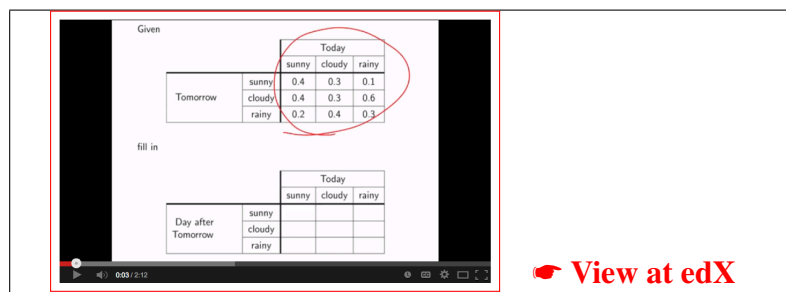 Given
Today
sunny cloudy rainy
Tomorrow
sunny 0.4 0.3 0.1
cloudy 0.4 0.3 0.6
rainy 0.2 0.4 0.3
fill in
Today
sunny cloudy rainy
Day after
Tomorrow
sunny
cloudy
rainy
0:03 / 2:12
☛ View at edX